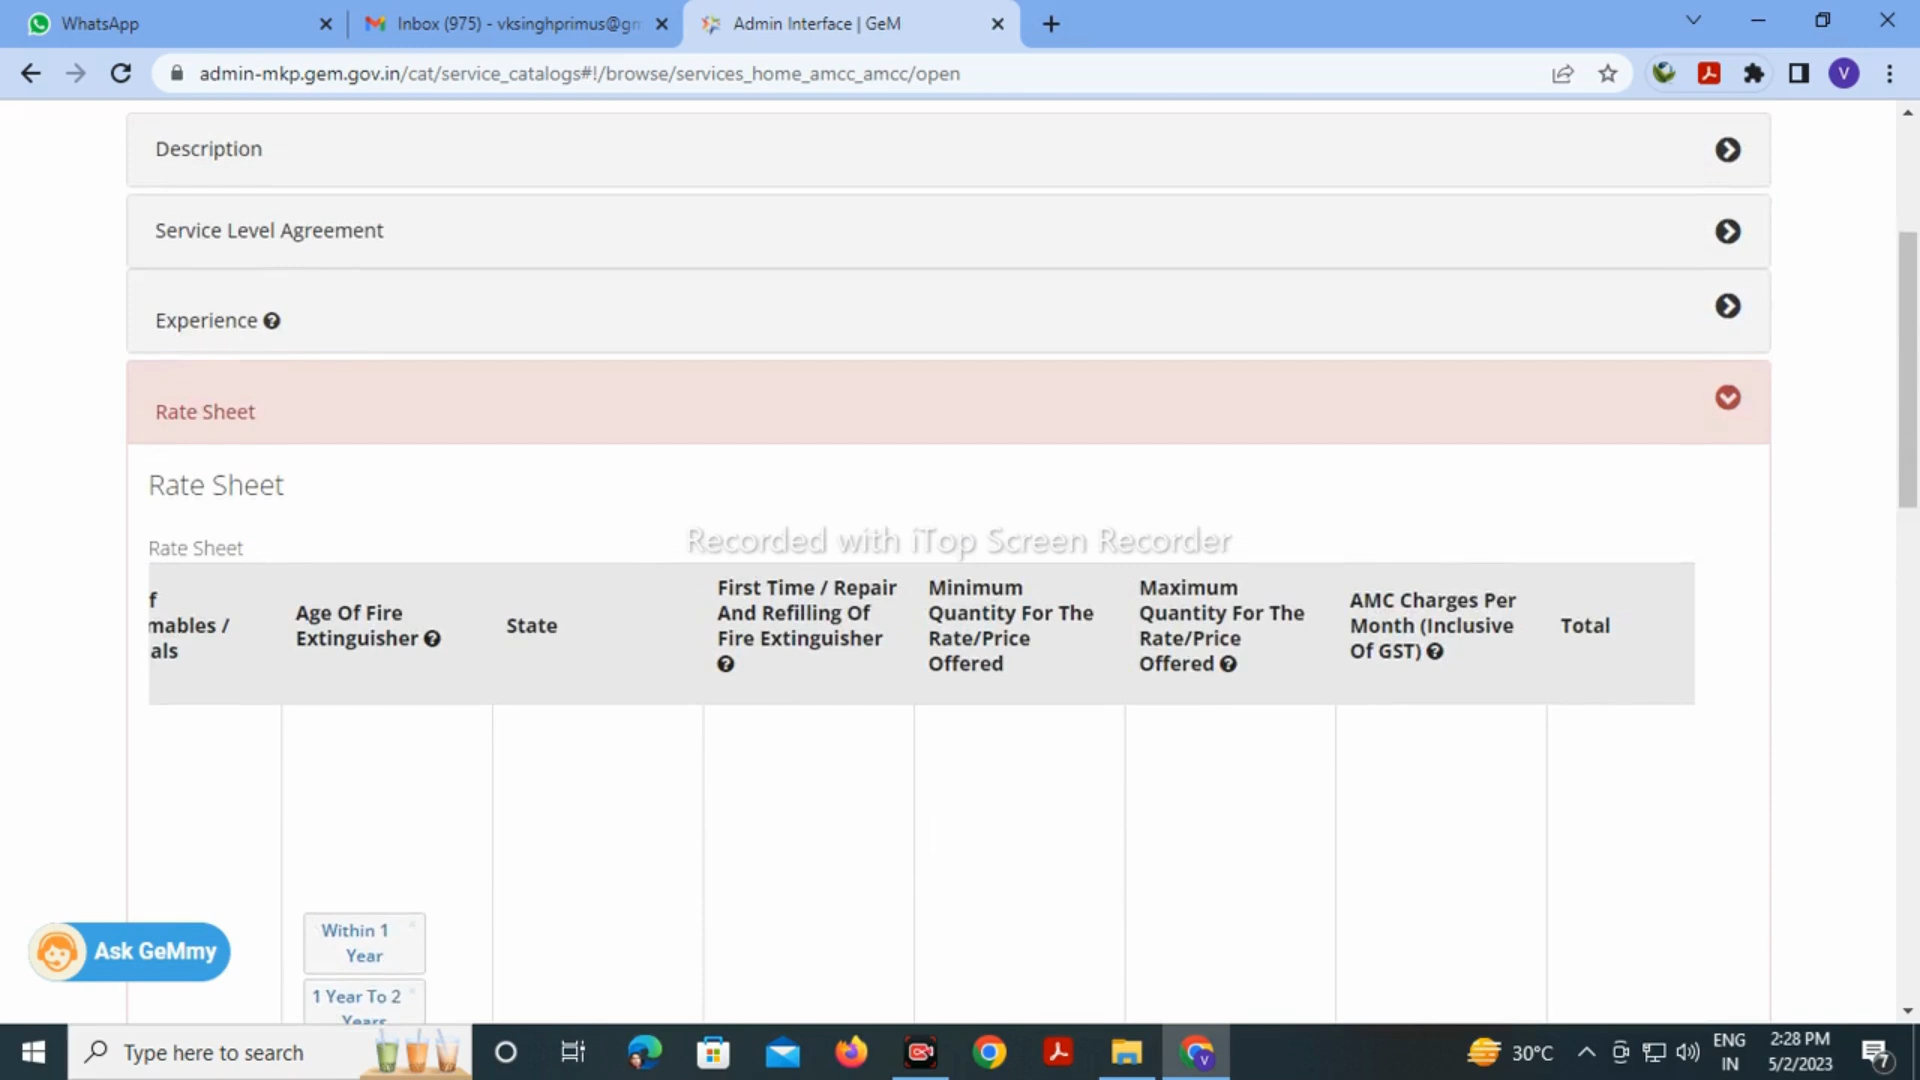 WhatsApp
Inbox (975) - vksinghprimus@gm
Admin Interface | GeM
admin-mkp.gem.gov.in/cat/service_catalogs#!/browse/services_home_amcc_amcc/open
V
Description
Service Level Agreement
Experience
Rate Sheet
Rate Sheet
Rate Sheet
Recorded with iTop Screen Recorder
f
mables /
als
Age Of Fire
Extinguisher
State
First Time / Repair
And Refilling Of
Fire Extinguisher
Minimum
Quantity For The
Rate/Price
Offered
Maximum
Quantity For The
Rate/Price
Offered
AMC Charges Per
Month (Inclusive
Of GST)
Total
Within 1
Year
1 Year To 2
Years
Ask GeMmy
Type here to search
V
30°C
ENG
IN
2:28 PM
5/2/2023
7